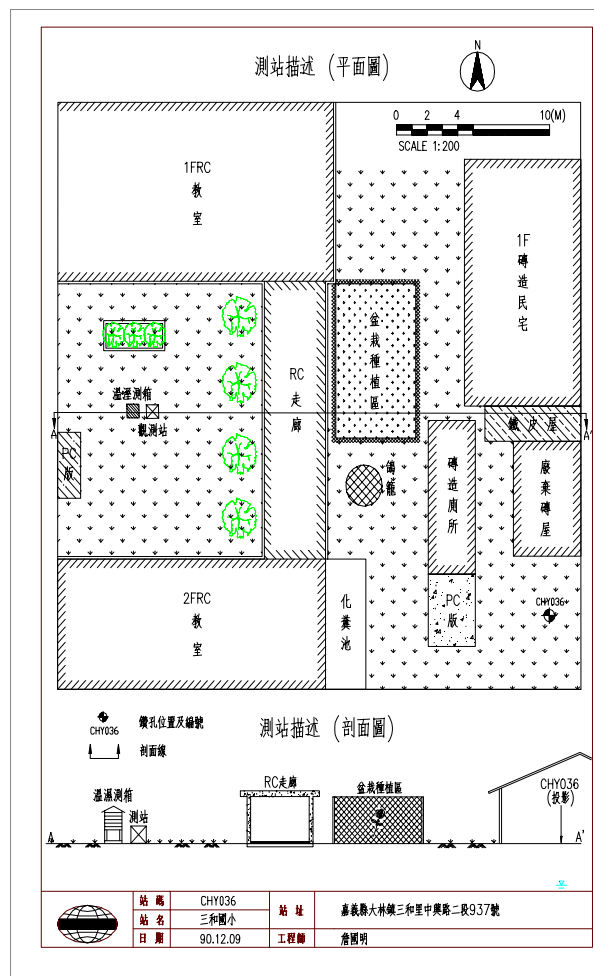 測站描述 (平面圖)
N
0 2 4 10(M)
SCALE 1:200
1FRC
教
室
1F
磚
造
民
宅
盆
栽
種
植
區
RC
走
廊
溫溼測箱
觀測站
A
A'
鐵皮屋
PC
版
鴿
籠
磚
造
廁
所
廢
棄
磚
屋
2FRC
教
室
化
糞
池
PC
版
CHY036
CHY036
鑽孔位置及編號
剖面線
測站描述 (剖面圖)
溫濕測箱
測站
RC走廊
盆栽種植區
CHY036
(投影)
A
A'
站 碼 CHY036
站 名 三和國小
日 期 90.12.09
站 址 嘉義縣大林鎮三和里中興路二段937號
工程師 詹國明